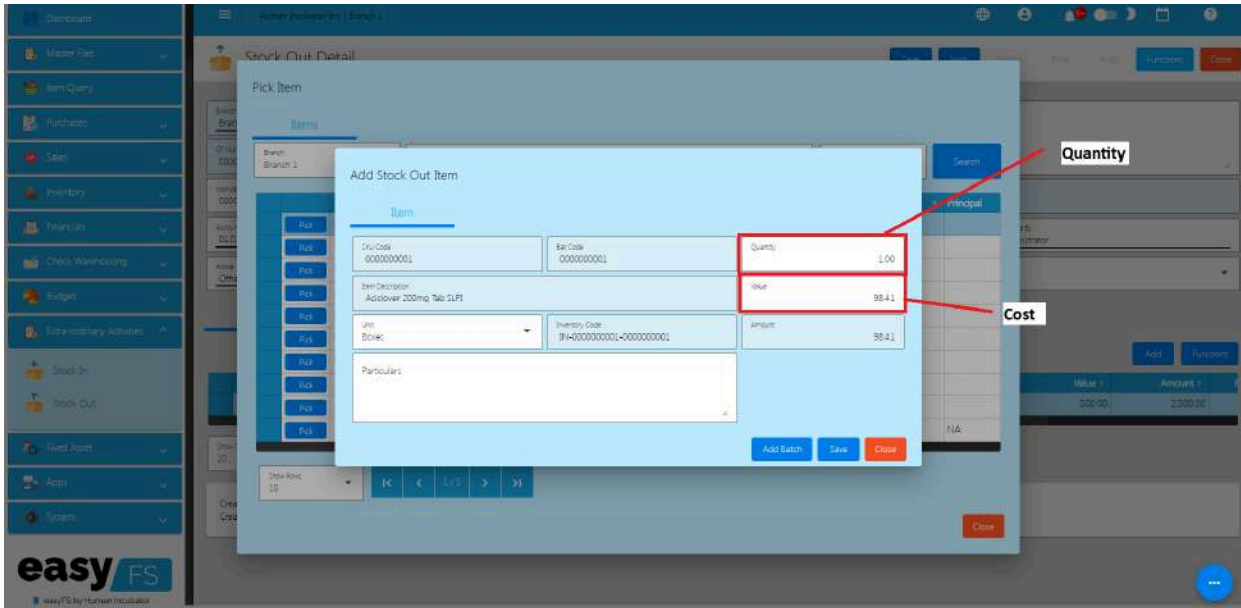 Dashboard
Human Incubator Inc | Branch 1
Master Files
Stock Out Detail
Functions
Close
Item Query
Pick Item
Purchases
Items
Sales
Branch
Branch 1
Search
Quantity
Add Stock Out Item
Inventory
Item
Principal
Financials
Pick
SKU Code
0000000001
Bar Code
0000000001
Quantity
1.00
Pick
Check Warehousing
Pick
Item Description
Aciclover 200mg Tab SLPI
Value
98.41
Cost
Budget
Pick
Unit
Boxes
Inventory Code
IN-0000000001-0000000001
Amount
98.41
Extra-ordinary Activities
Pick
Pick
Particulars
Add
Functions
Stock In
Pick
Value
Amount
Stock Out
Pick
500.00
2,500.00
Pick
Pick
NA
Fixed Asset
Add Batch
Save
Close
Show Rows
10
1 / 2
Apps
System
Close
easy FS
easyFS by Human Incubator